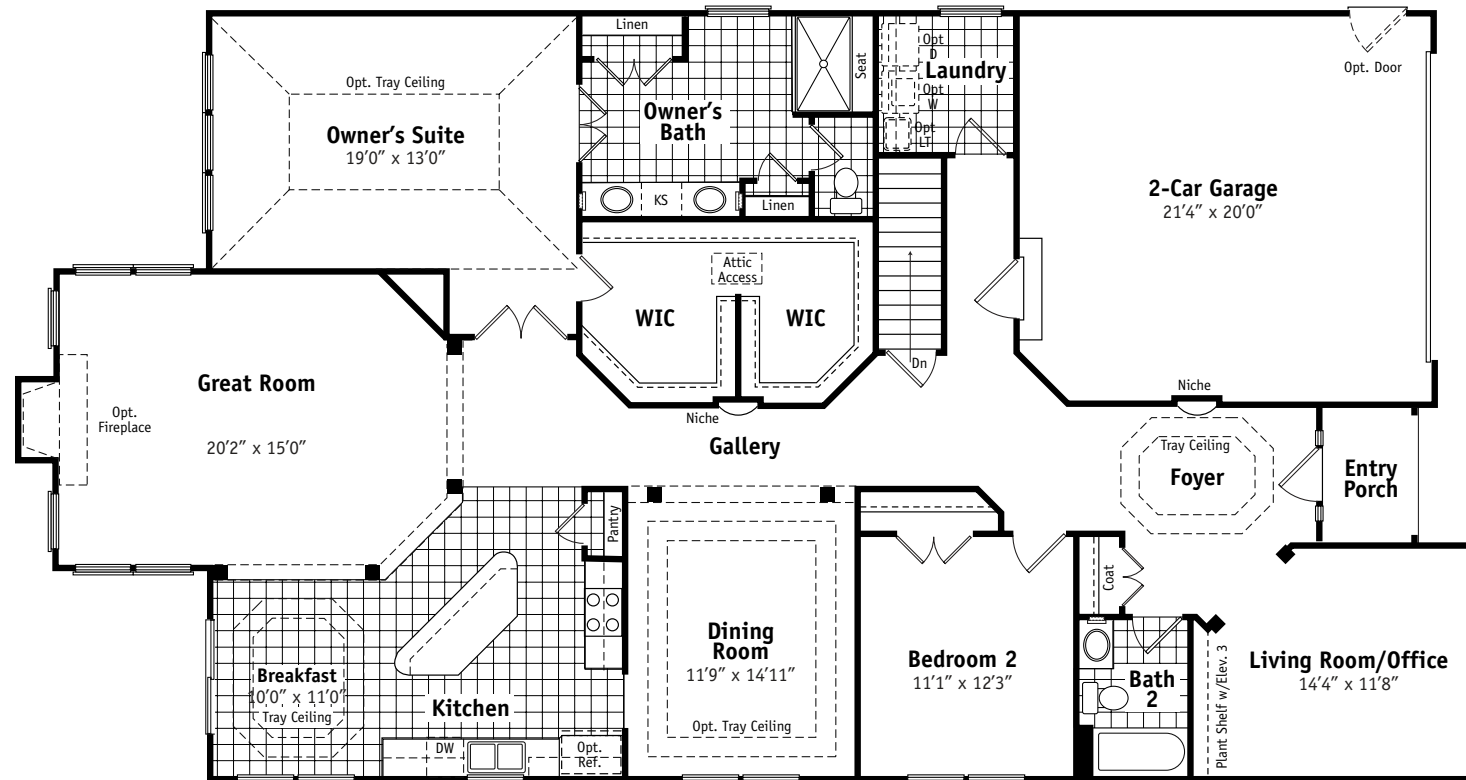 Linen
Opt. Tray Ceiling
Owner's Suite
19'0" x 13'0"
Owner's
Bath
Seat
KS
Linen
Opt
D
Laundry
Opt
W
Opt
LT
Opt. Door
2-Car Garage
21'4" x 20'0"
Attic
Access
WIC
WIC
Dn
Great Room
Opt.
Fireplace
20'2" x 15'0"
Niche
Gallery
Niche
Tray Ceiling
Foyer
Entry
Porch
Pantry
Breakfast
10'0" x 11'0"
Tray Ceiling
Kitchen
DW
Opt.
Ref.
Dining
Room
11'9" x 14'11"
Opt. Tray Ceiling
Bedroom 2
11'1" x 12'3"
Coat
Bath
2
Plant Shelf w/Elev. 3
Living Room/Office
14'4" x 11'8"